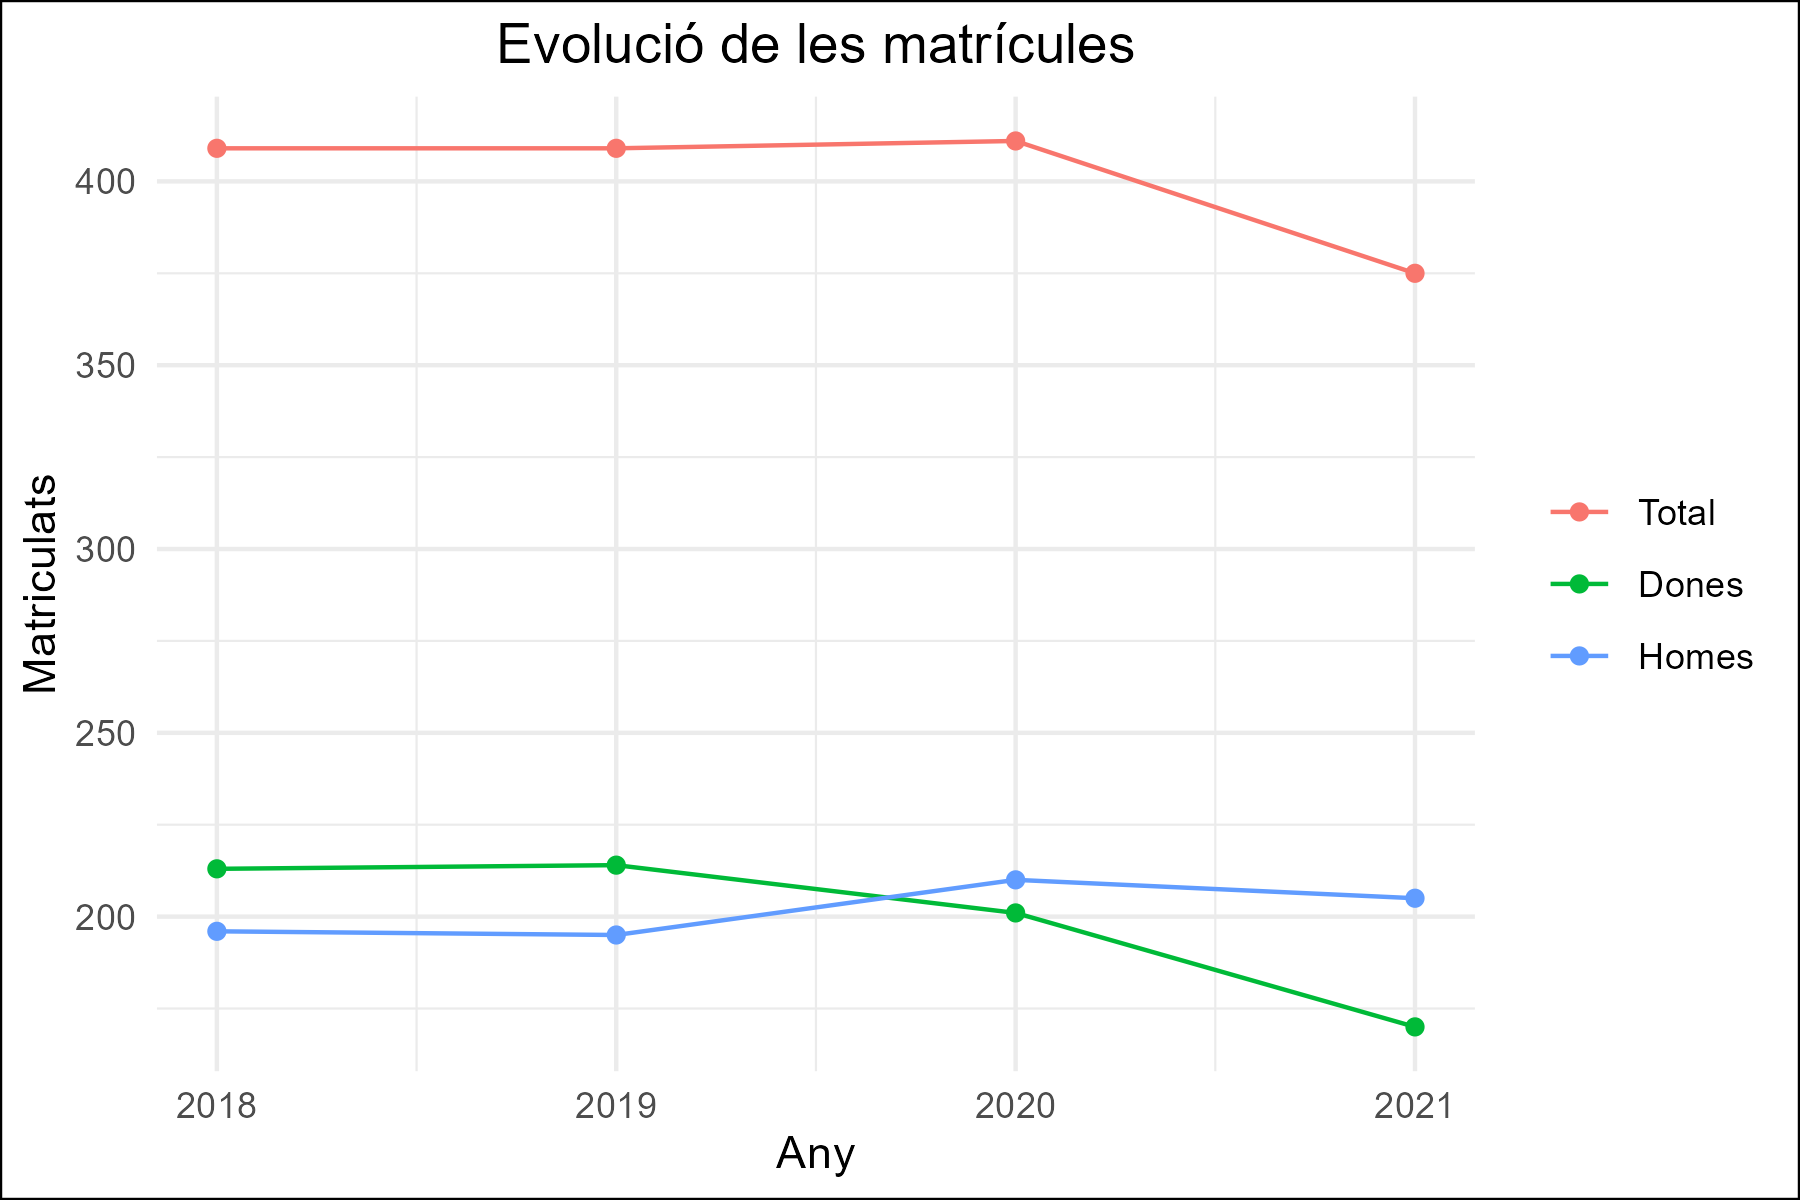 Evolució de les matrícules
400
350
300
250
200
Matriculats
2018 2019 2020 2021
Any
Total
Dones
Homes